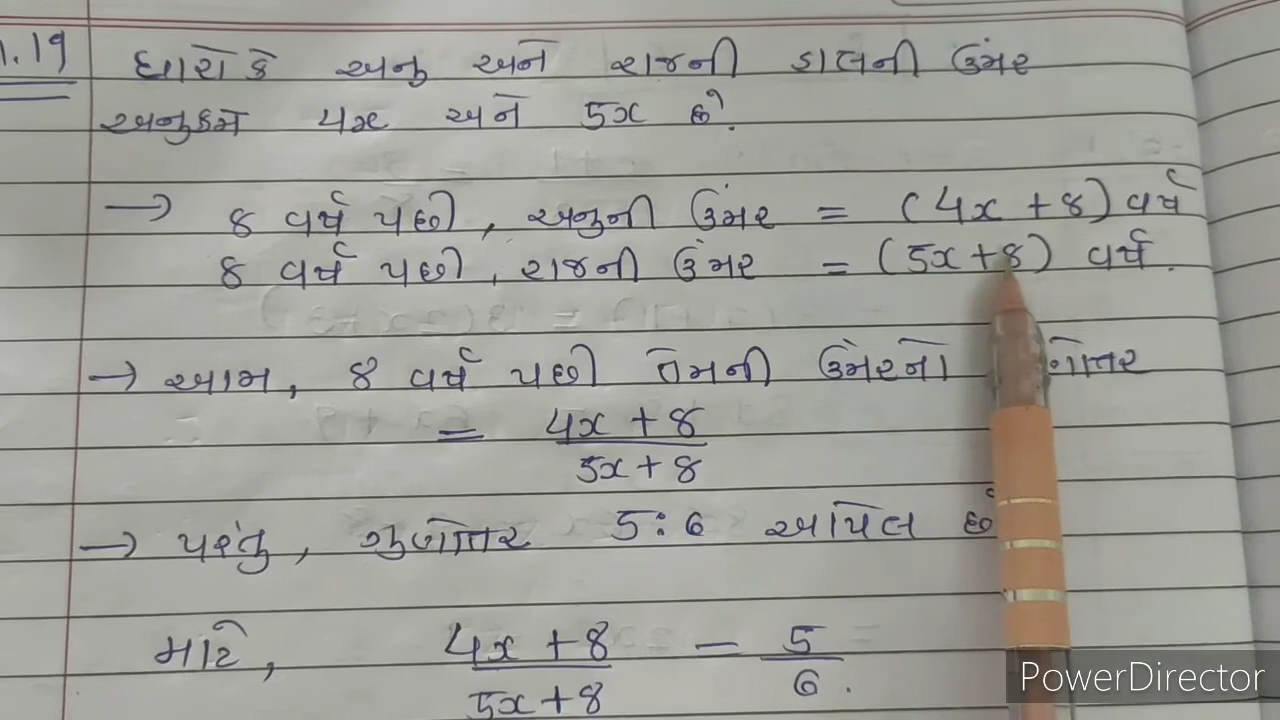 1.19 ધારો કે અનુ અને રાજની હાલની ઉંમર
અનુક્રમે 4x અને 5x છે.
→ 8 વર્ષ પછી, અનુની ઉંમર = (4x + 8) વર્ષ
8 વર્ષ પછી, રાજની ઉંમર = (5x+8) વર્ષ.
→ આમ, 8 વર્ષ પછી તેમની ઉંમરનો
= 4x + 8
5x + 8
→ પરંતુ, ગુણોત્તર 5:6 આપેલ છે
માટે, 4x + 8 — 5
5x + 8 6.
PowerDirector